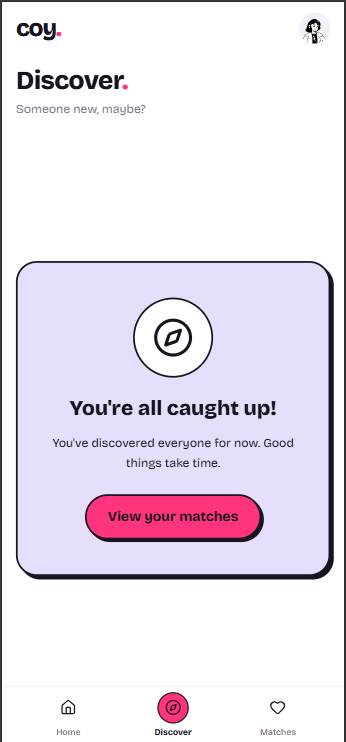 coy.
Discover.
Someone new, maybe?
You're all caught up!
You've discovered everyone for now. Good
things take time.
View your matches
Home
Discover
Matches